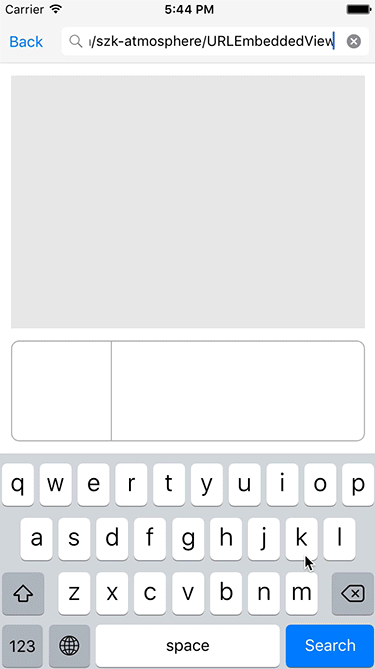 Carrier 5:44 PM
Back /szk-atmosphere/URLEmbeddedView
q w e r t y u i o p
a s d f g h j k l
z x c v b n m
123 space Search